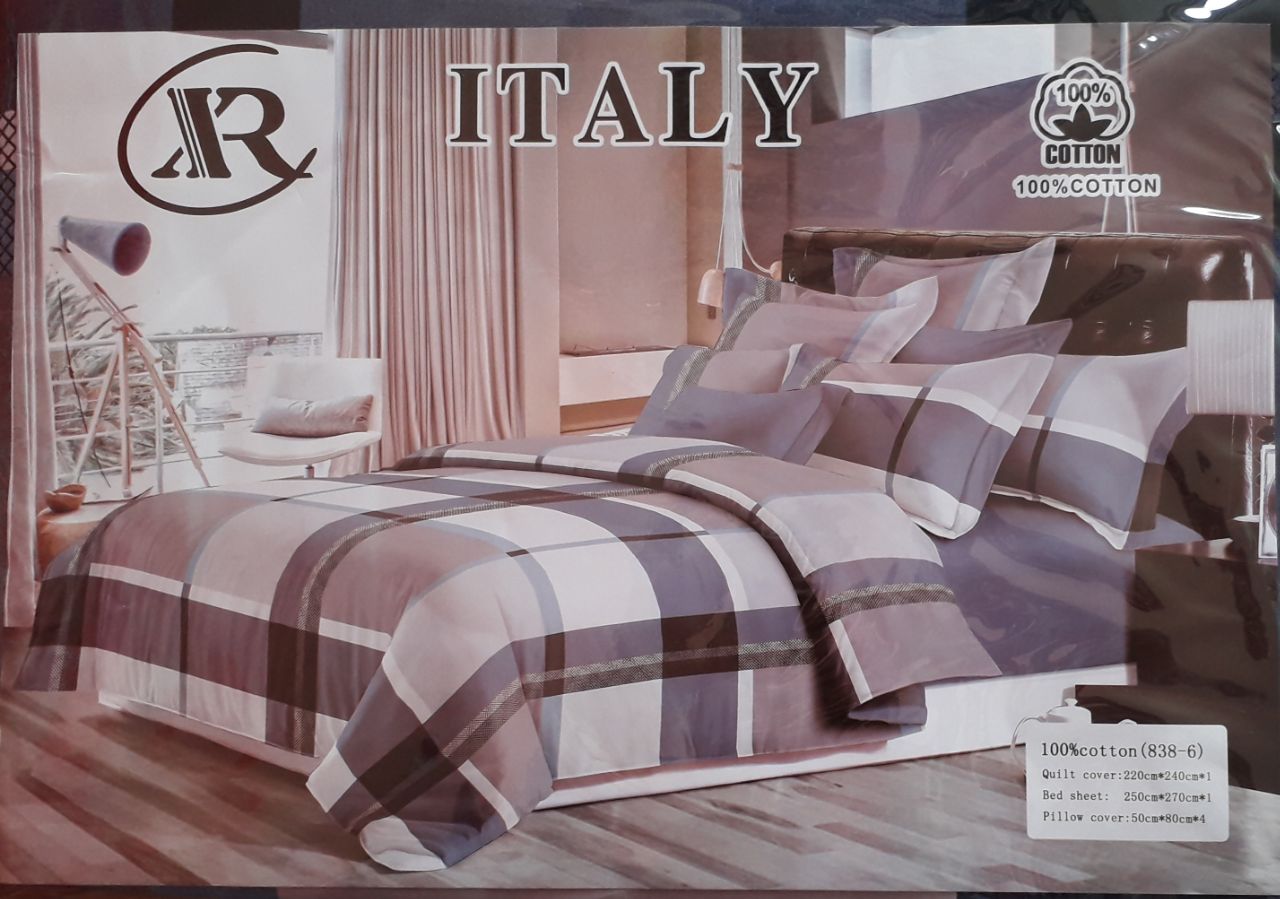 XR
ITALY
100%
COTTON
100%COTTON
100%cotton(838-6)
Quilt cover:220cm*240cm*1
Bed sheet: 250cm*270cm*1
Pillow cover:50cm*80cm*4